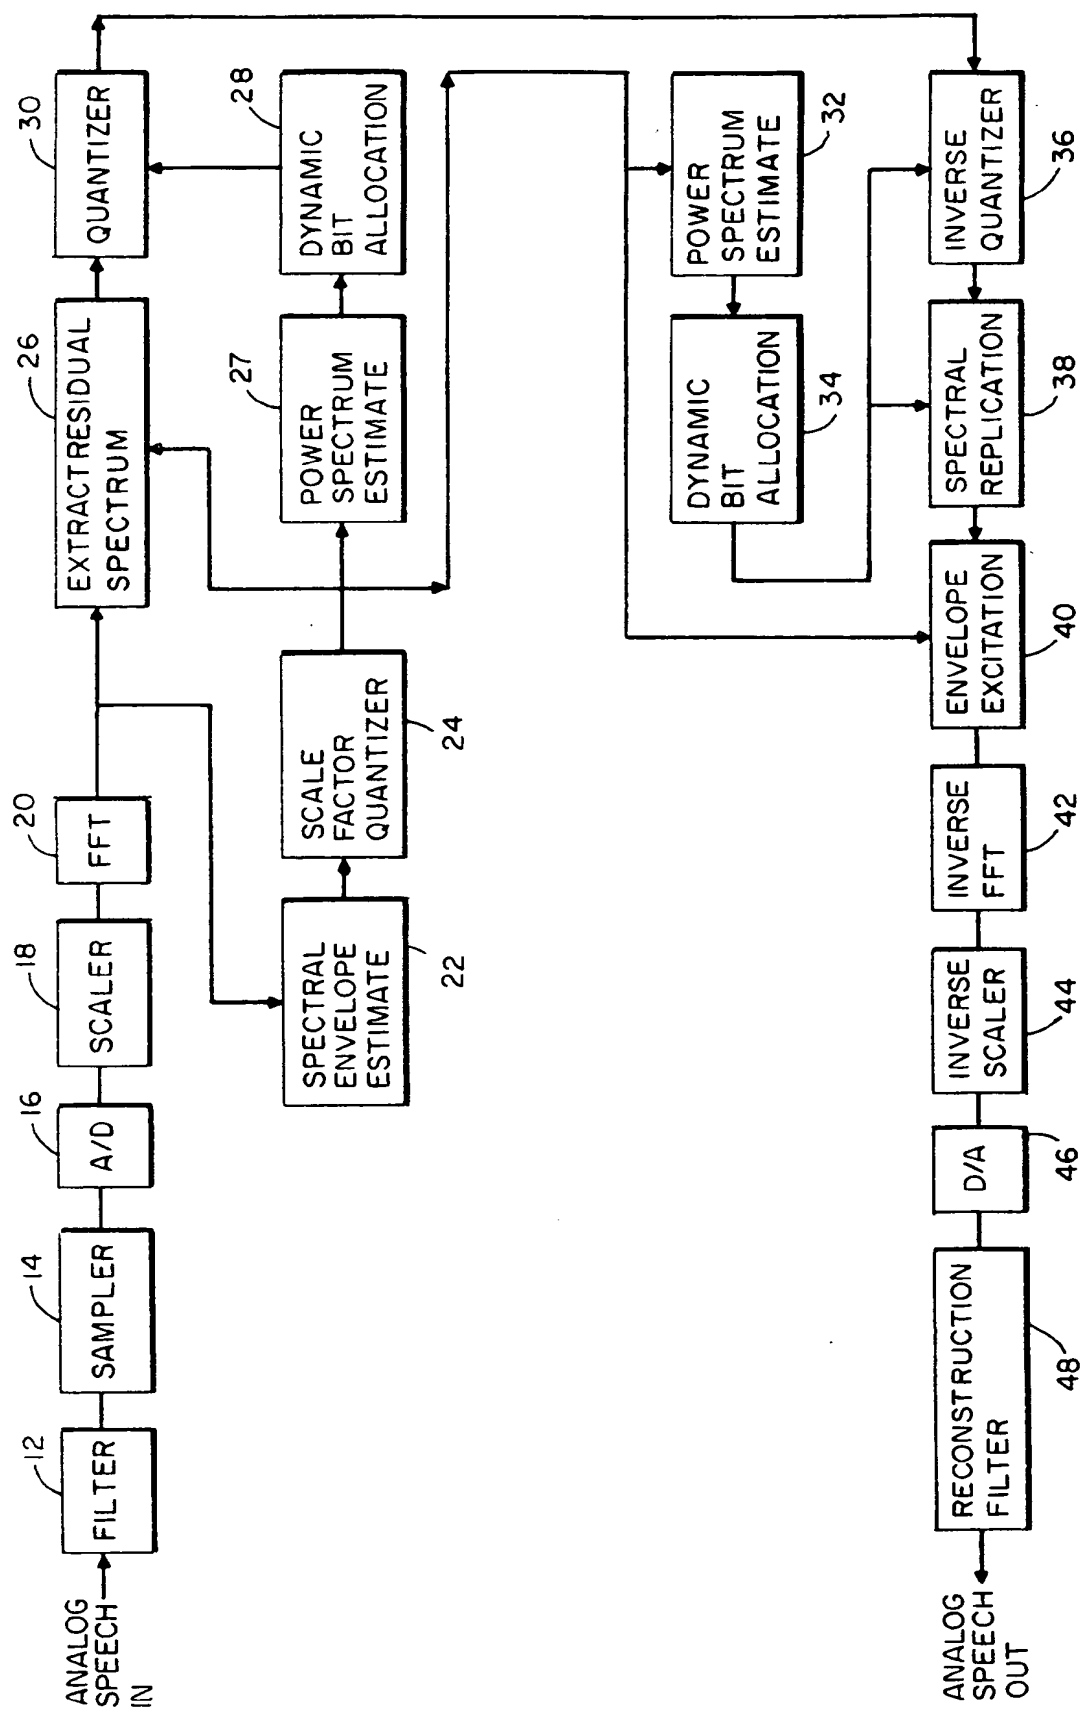 ANALOG
SPEECH
IN
12
FILTER
14
SAMPLER
16
A/D
18
SCALER
20
FFT
26
EXTRACTRESIDUAL
SPECTRUM
30
QUANTIZER
SPECTRAL
ENVELOPE
ESTIMATE
22
SCALE
FACTOR
QUANTIZER
24
27
POWER
SPECTRUM
ESTIMATE
28
DYNAMIC
BIT
ALLOCATION
DYNAMIC
BIT
ALLOCATION
34
POWER
SPECTRUM
ESTIMATE
32
ANALOG
SPEECH
OUT
RECONSTRUCTION
FILTER
48
D/A
46
INVERSE
SCALER
44
INVERSE
FFT
42
ENVELOPE
EXCITATION
40
SPECTRAL
REPLICATION
38
INVERSE
QUANTIZER
36